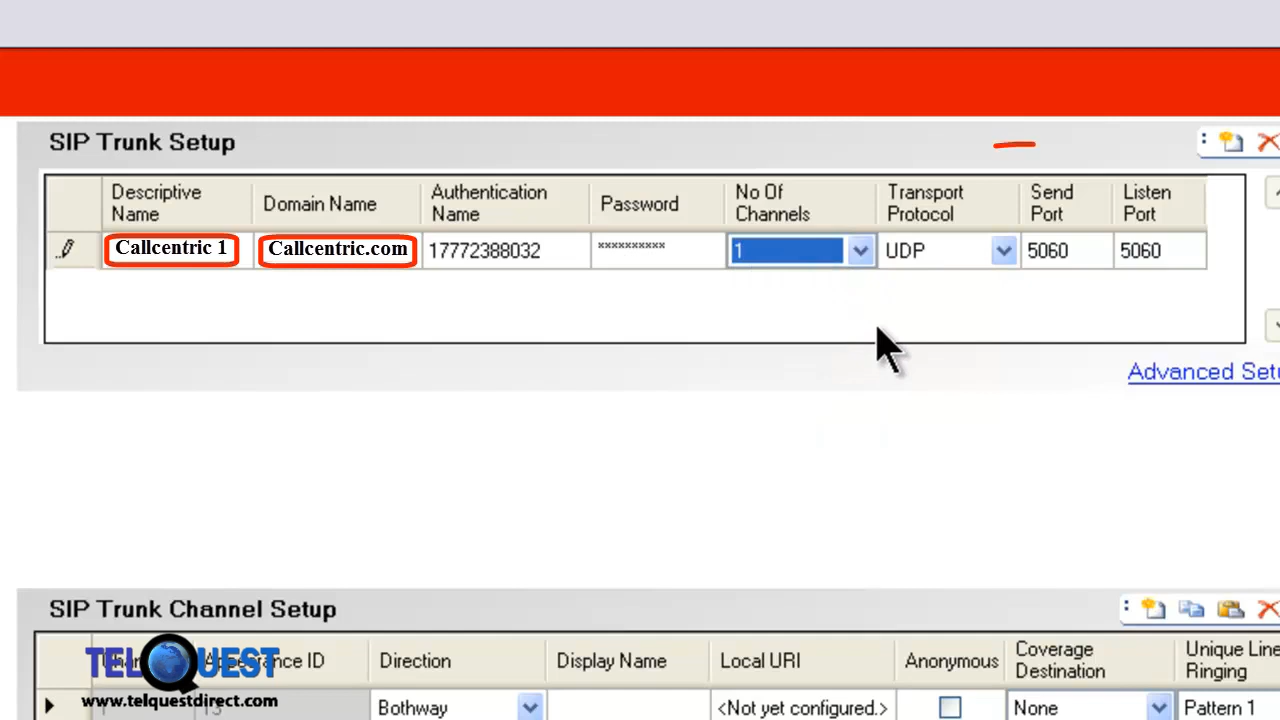 SIP Trunk Setup
Descriptive Name
Domain Name
Authentication Name
Password
No Of Channels
Transport Protocol
Send Port
Listen Port
Callcentric 1
Callcentric.com
17772388032
**********
1
UDP
5060
5060
SIP Trunk Channel Setup
TELQUEST
Appearance ID
Direction
Display Name
Local URI
Anonymous
Coverage Destination
Unique Line Ringing
www.telquestdirect.com
Bothway
<Not yet configured.>
None
Pattern 1
Advanced